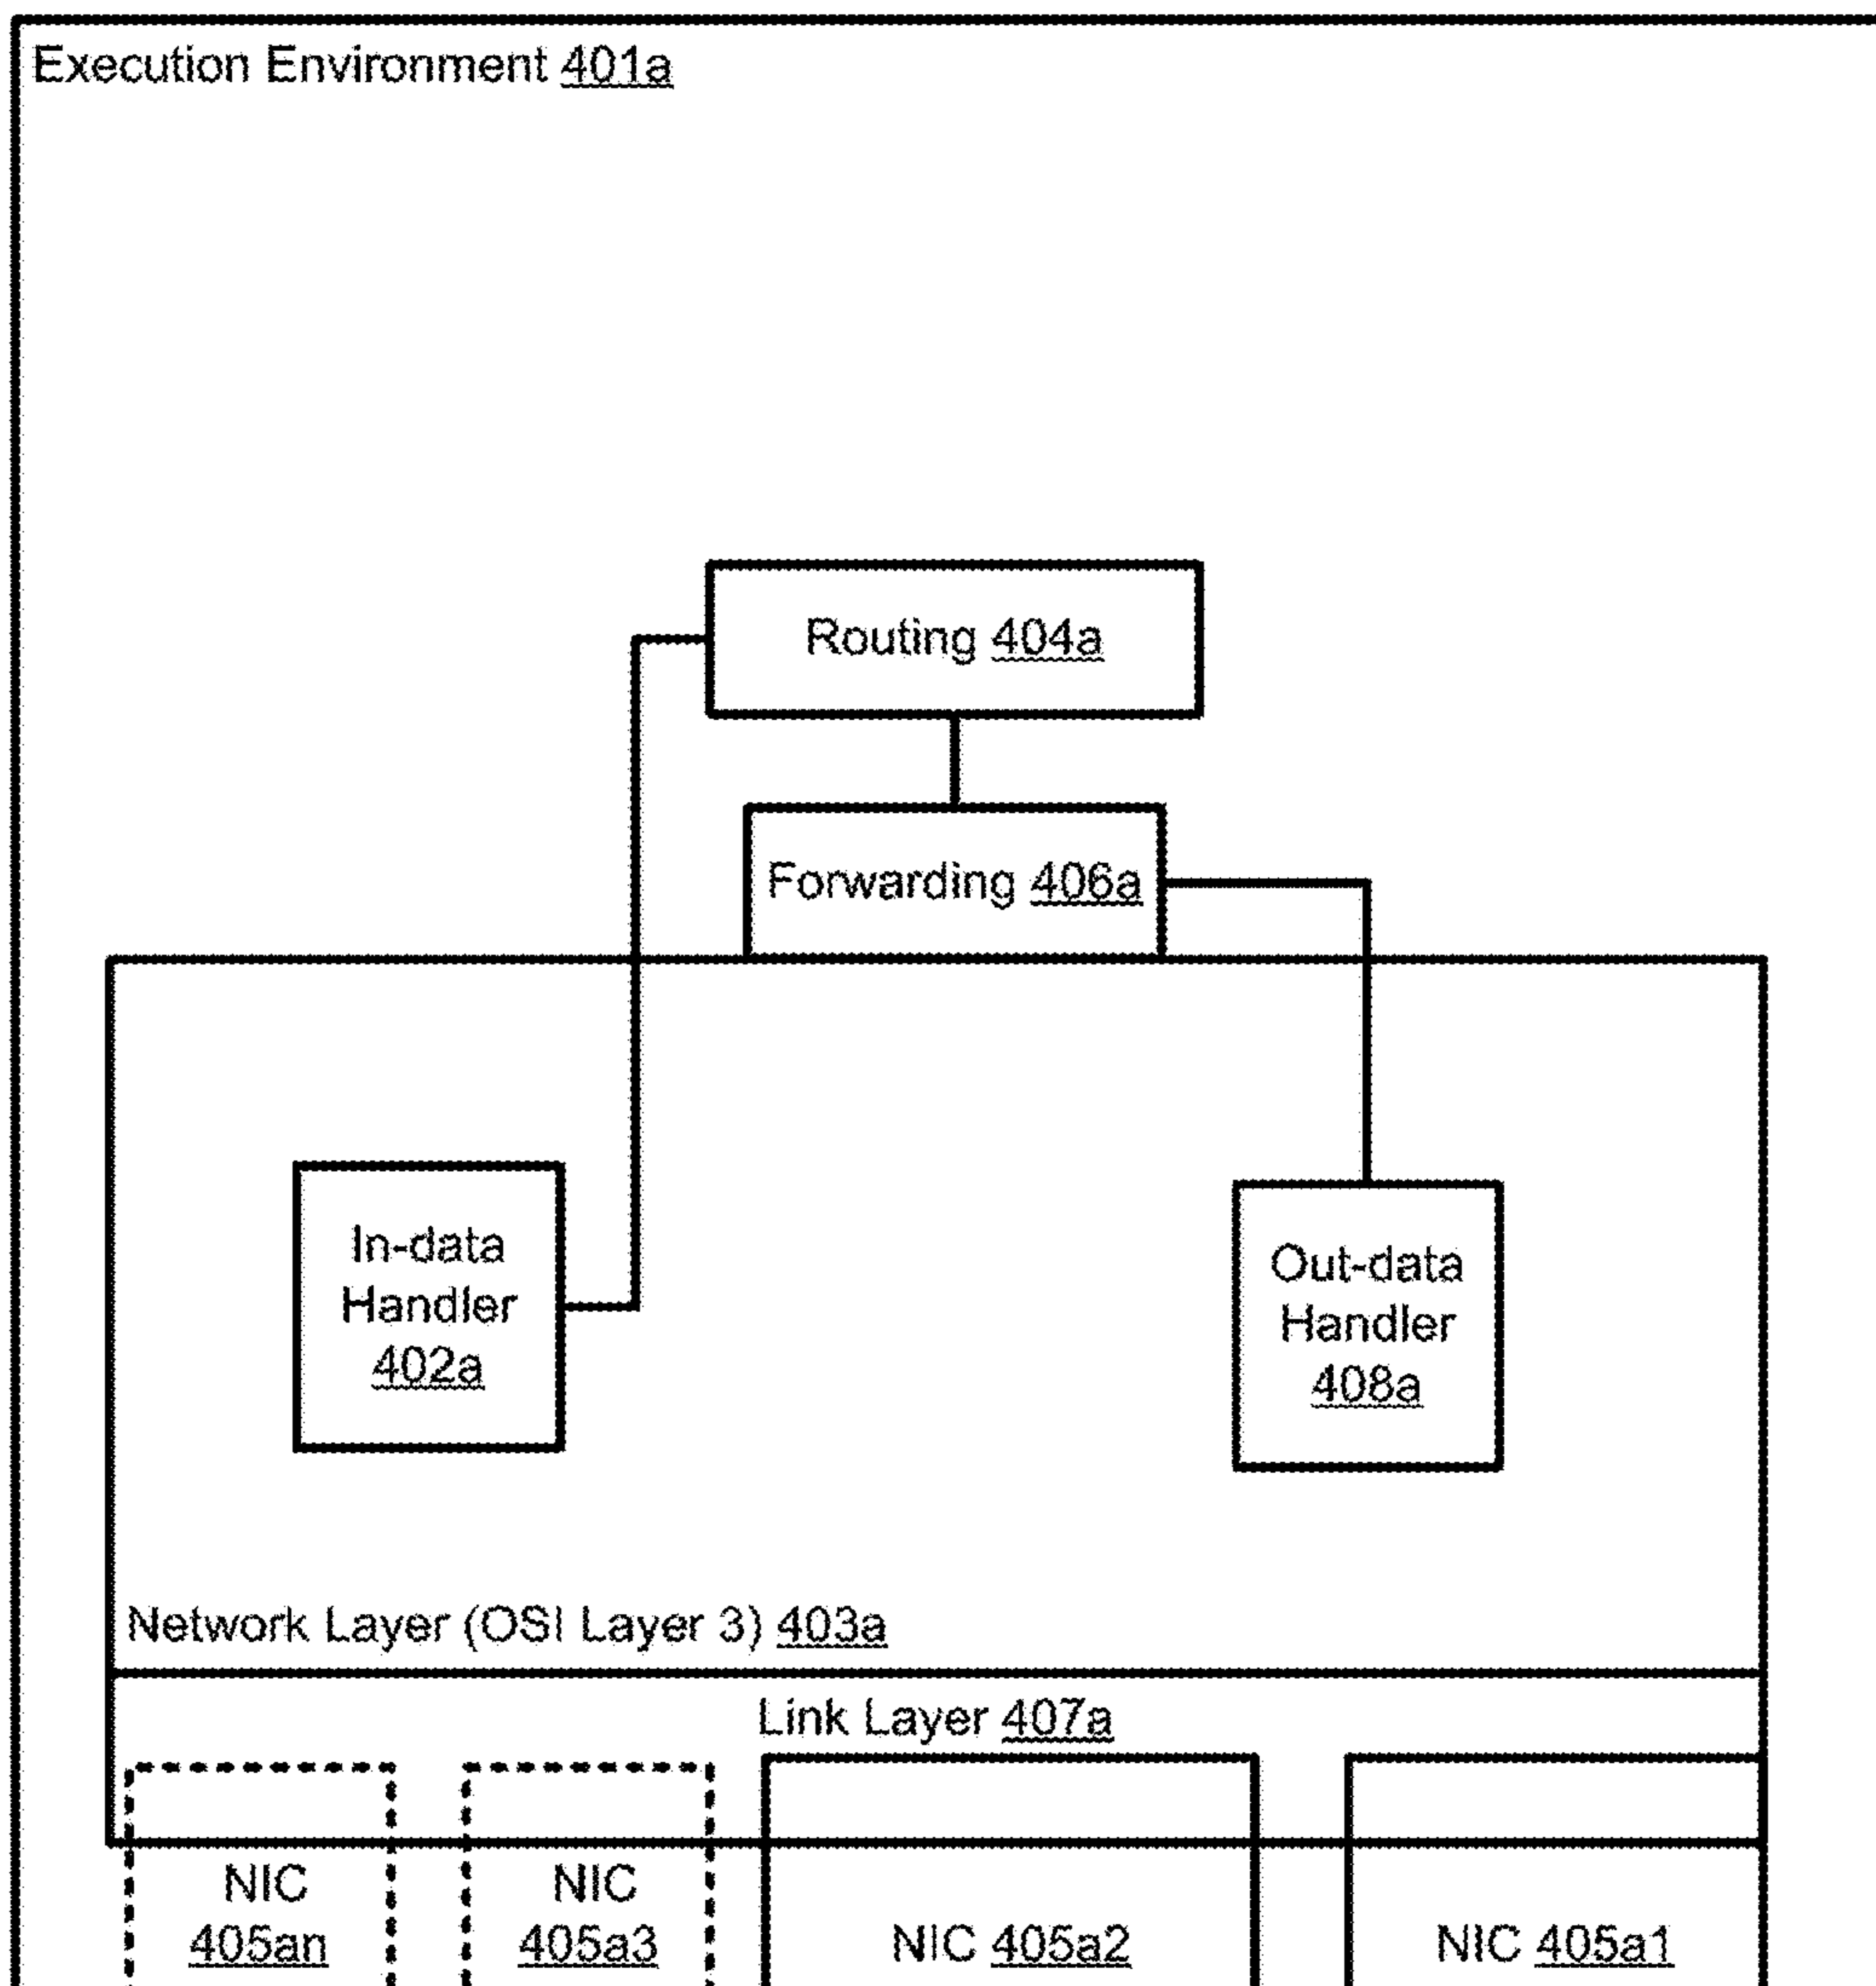 Execution Environment 401a
Routing 404a
Forwarding 406a
In-data
Handler
402a
Out-data
Handler
408a
Network Layer (OSI Layer 3) 403a
Link Layer 407a
NIC
405an
NIC
405a3
NIC 405a2
NIC 405a1